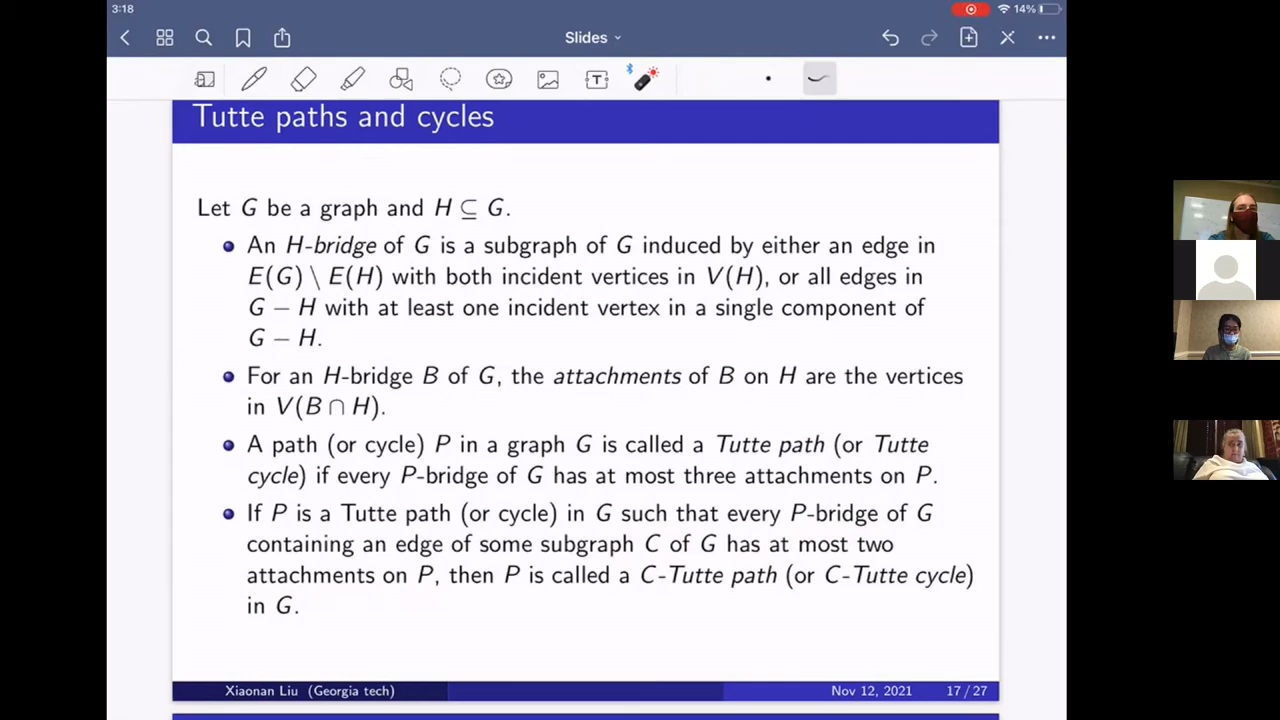 3:18
14%
Slides
T
Tutte paths and cycles
Let G be a graph and H ⊆ G.
An H-bridge of G is a subgraph of G induced by either an edge in
E(G) \ E(H) with both incident vertices in V(H), or all edges in
G − H with at least one incident vertex in a single component of
G − H.
For an H-bridge B of G, the attachments of B on H are the vertices
in V(B ∩ H).
A path (or cycle) P in a graph G is called a Tutte path (or Tutte
cycle) if every P-bridge of G has at most three attachments on P.
If P is a Tutte path (or cycle) in G such that every P-bridge of G
containing an edge of some subgraph C of G has at most two
attachments on P, then P is called a C-Tutte path (or C-Tutte cycle)
in G.
Xiaonan Liu (Georgia tech)
Nov 12, 2021
17 / 27